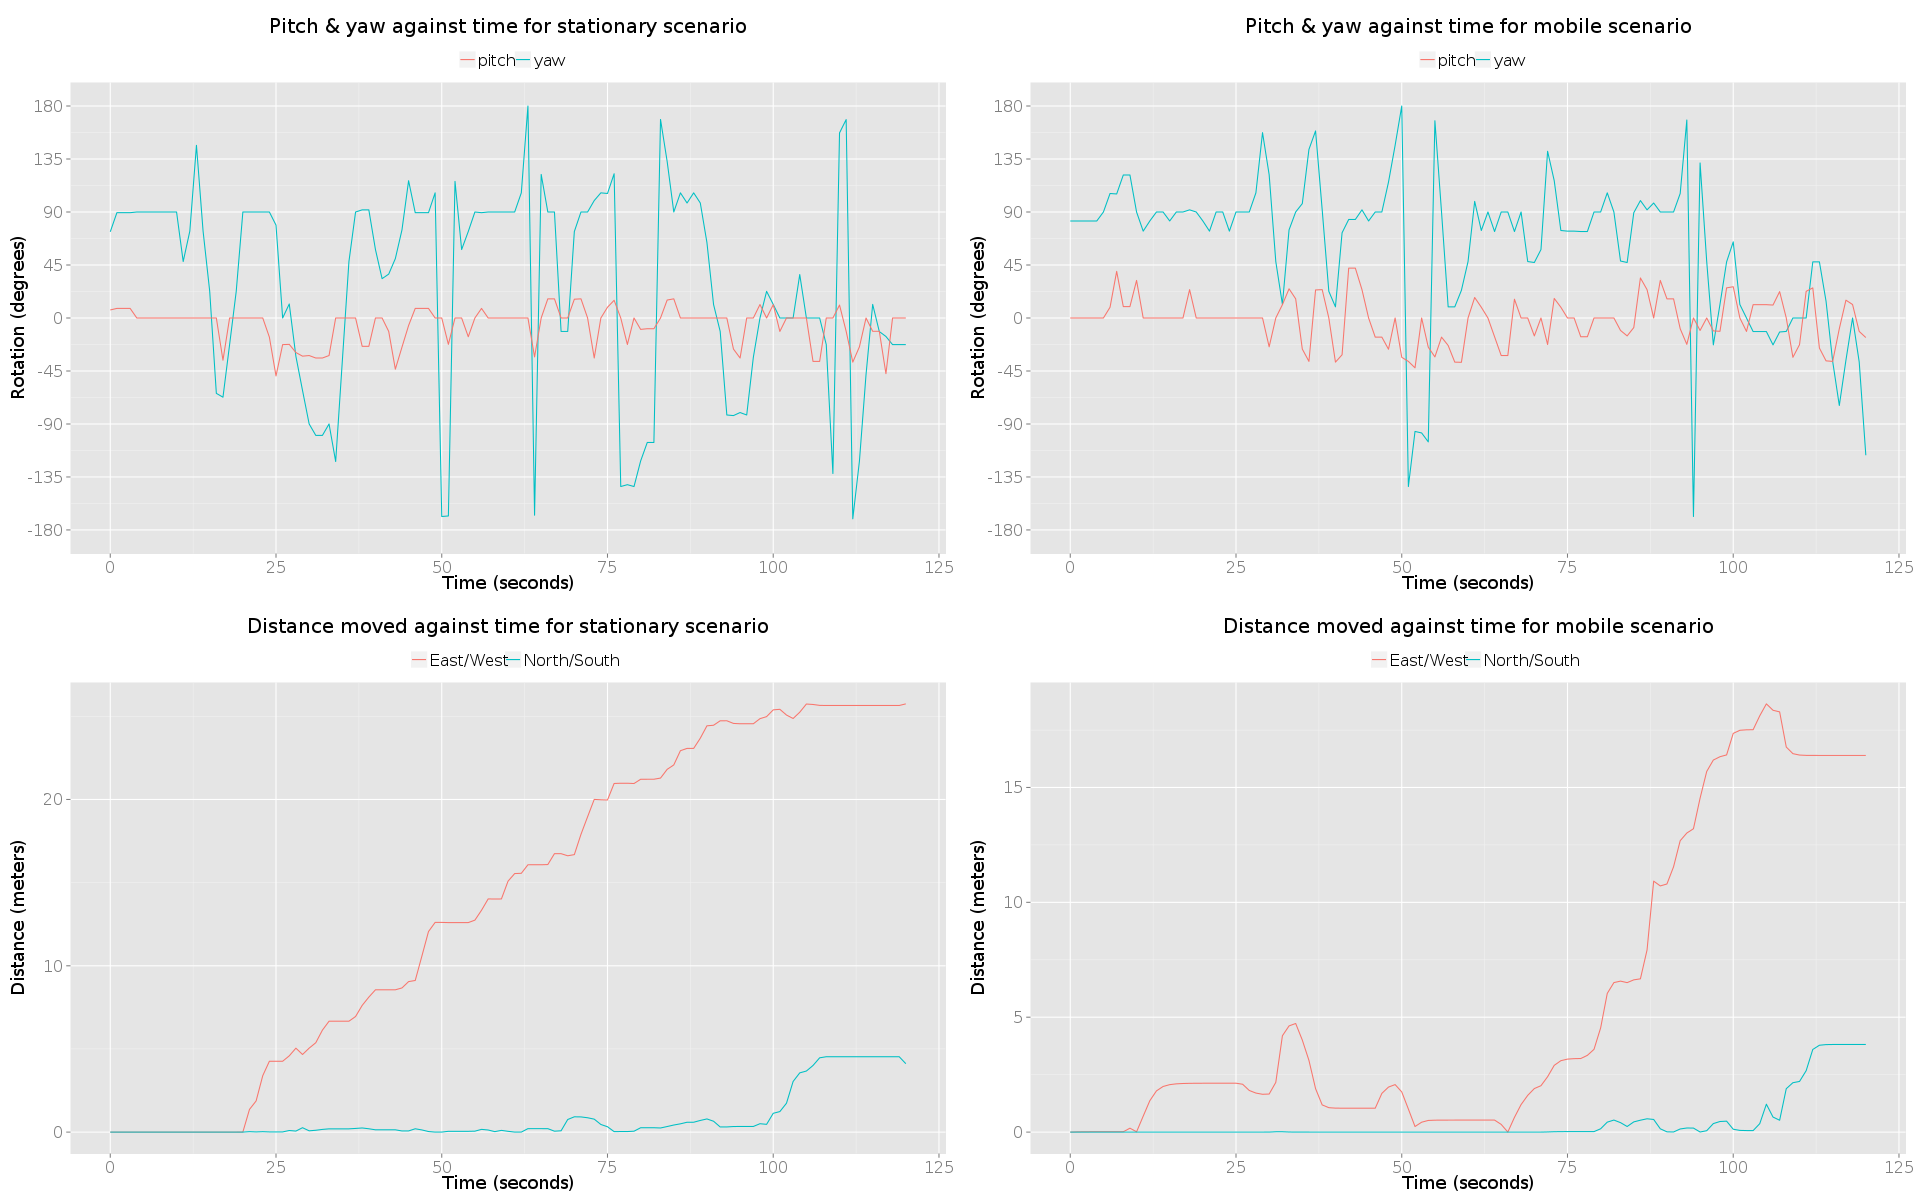 Pitch & yaw against time for stationary scenario
pitch yaw
Rotation (degrees)
180
135
90
45
0
-45
-90
-135
-180
0 25 50 75 100 125
Time (seconds)
Pitch & yaw against time for mobile scenario
pitch yaw
Rotation (degrees)
180
135
90
45
0
-45
-90
-135
-180
0 25 50 75 100 125
Time (seconds)
Distance moved against time for stationary scenario
East/West North/South
Distance (meters)
20
10
0
0 25 50 75 100 125
Time (seconds)
Distance moved against time for mobile scenario
East/West North/South
Distance (meters)
15
10
5
0
0 25 50 75 100 125
Time (seconds)